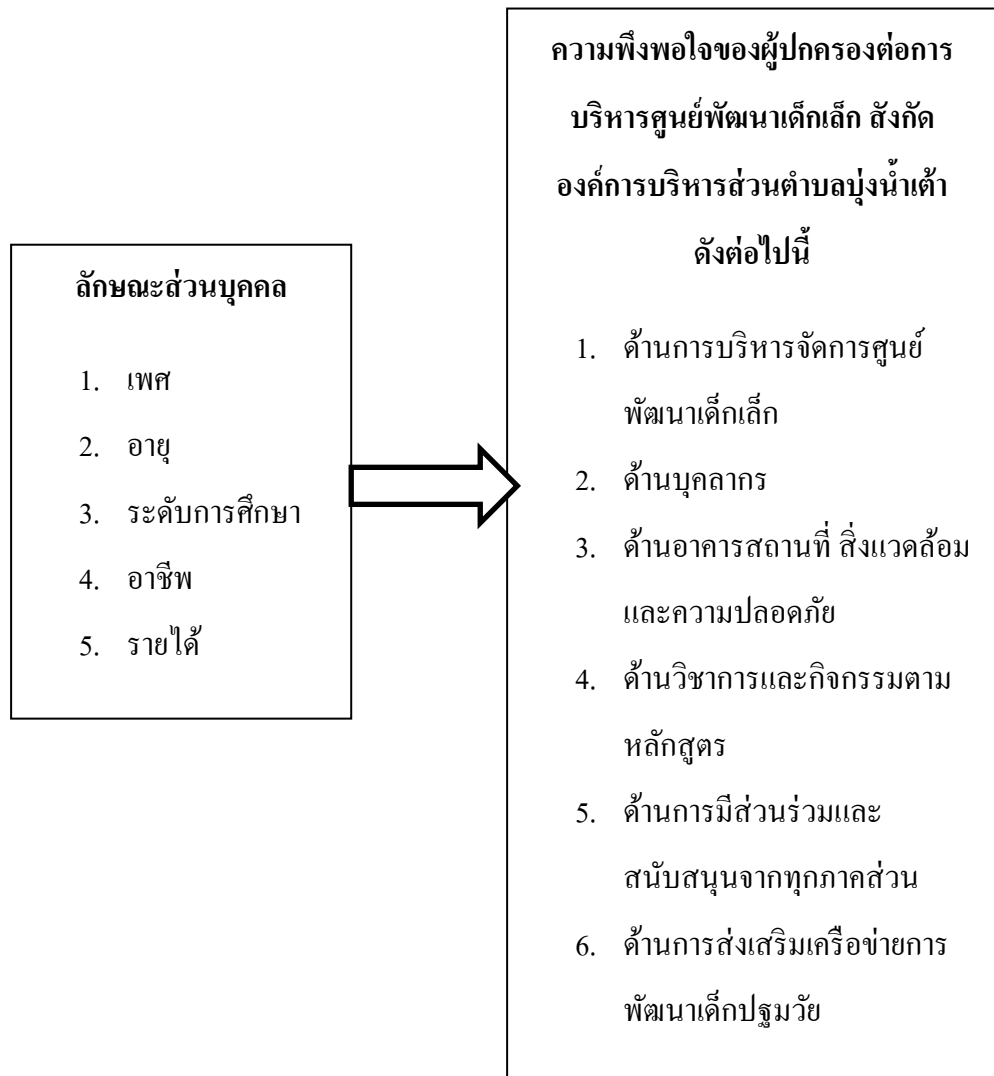 ลักษณะส่วนบุคคล
1. เพศ
2. อายุ
3. ระดับการศึกษา
4. อาชีพ
5. รายได้
ความพึงพอใจของผู้ปกครองต่อการ
บริหารศูนย์พัฒนาเด็กเล็ก สังกัด
องค์การบริหารส่วนตำบลบุ่งน้ำเต้า
ดังต่อไปนี้
1. ด้านการบริหารจัดการศูนย์
พัฒนาเด็กเล็ก
2. ด้านบุคลากร
3. ด้านอาคารสถานที่ สิ่งแวดล้อม
และความปลอดภัย
4. ด้านวิชาการและกิจกรรมตาม
หลักสูตร
5. ด้านการมีส่วนร่วมและ
สนับสนุนจากทุกภาคส่วน
6. ด้านการส่งเสริมเครือข่ายการ
พัฒนาเด็กปฐมวัย